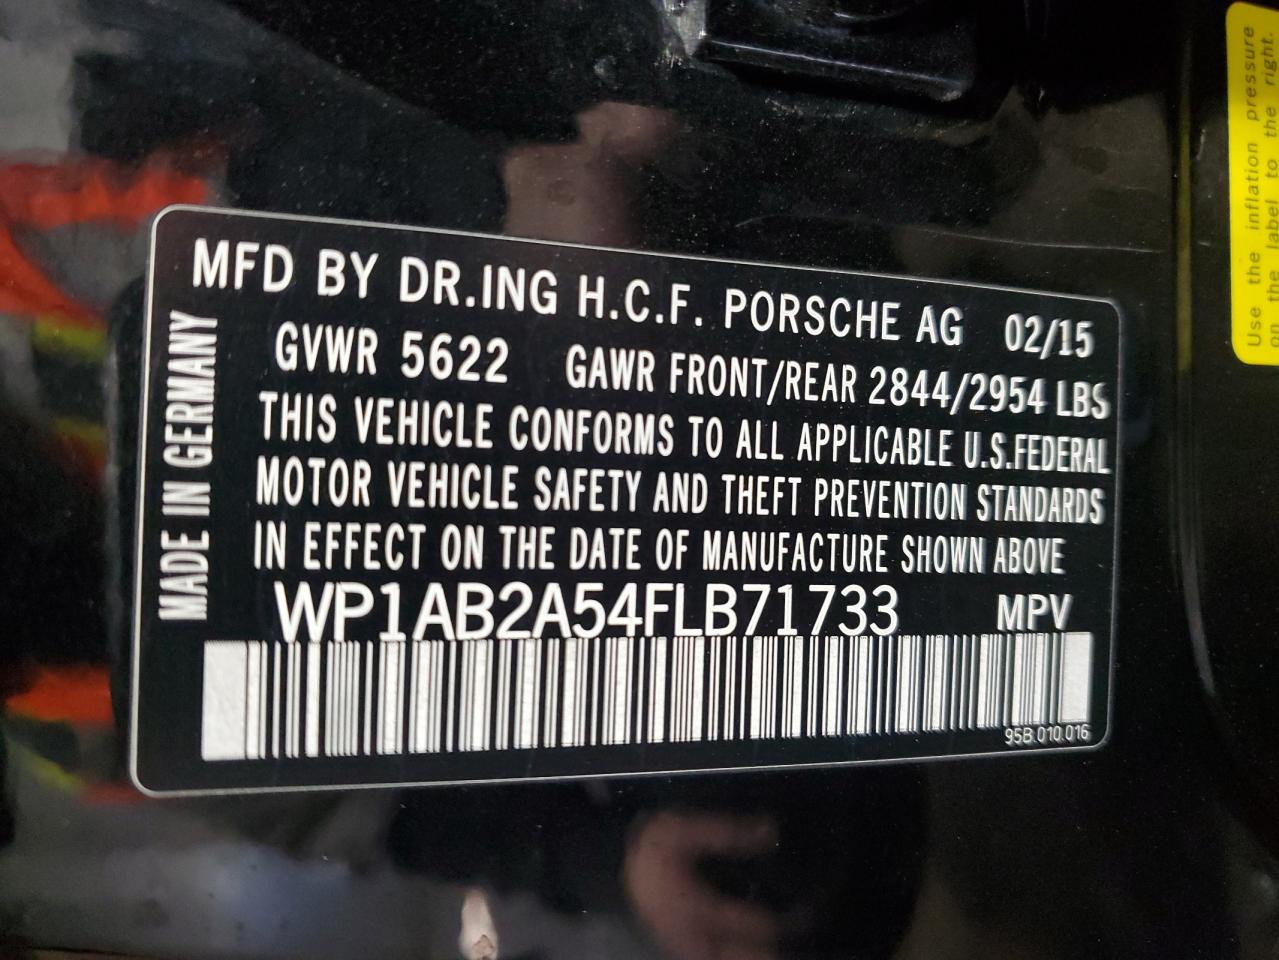 MFD BY DR.ING H.C.F. PORSCHE AG 02/15
GVWR 5622 GAWR FRONT/REAR 2844/2954 LBS
THIS VEHICLE CONFORMS TO ALL APPLICABLE U.S.FEDERAL
MOTOR VEHICLE SAFETY AND THEFT PREVENTION STANDARDS
IN EFFECT ON THE DATE OF MANUFACTURE SHOWN ABOVE
WP1AB2A54FLB71733 MPV
95B.010.016
MADE IN GERMANY
Use the inflation pressure
on the label to the right.